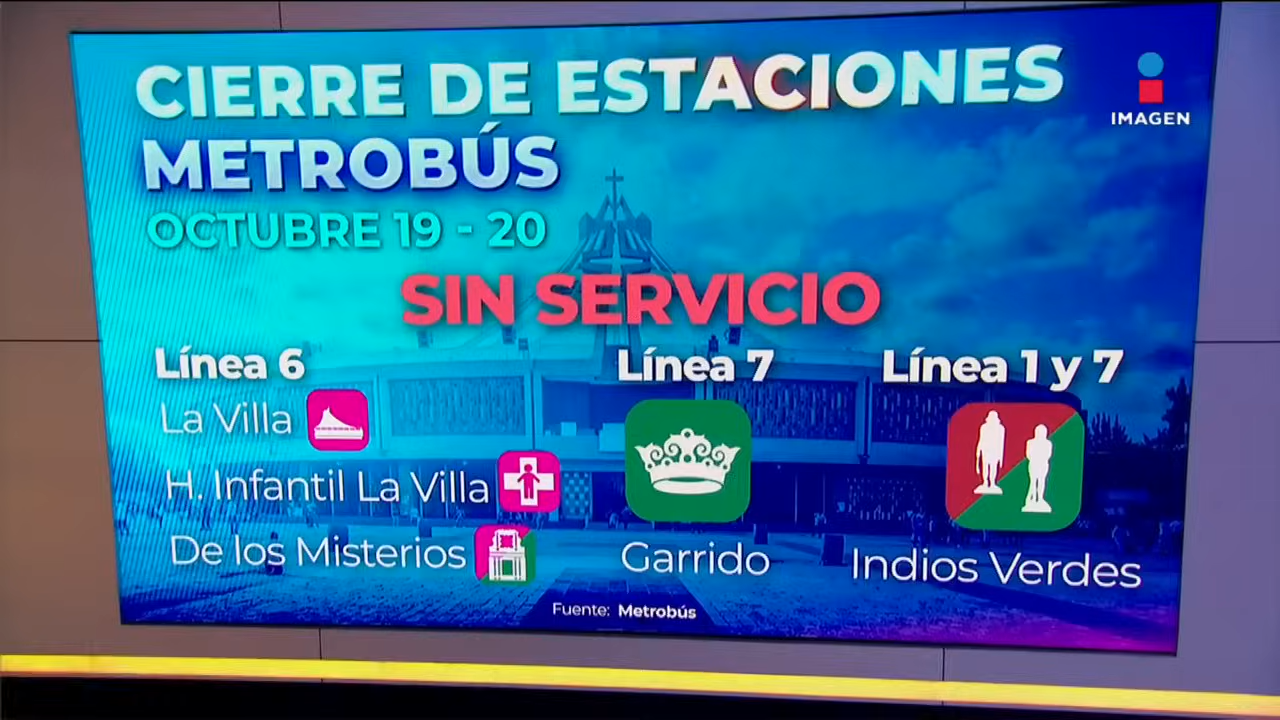 CIERRE DE ESTACIONES
METROBÚS
OCTUBRE 19 - 20
IMAGEN
SIN SERVICIO
Línea 6
La Villa
H. Infantil La Villa
De los Misterios
Línea 7
Garrido
Línea 1 y 7
Indios Verdes
Fuente: Metrobús